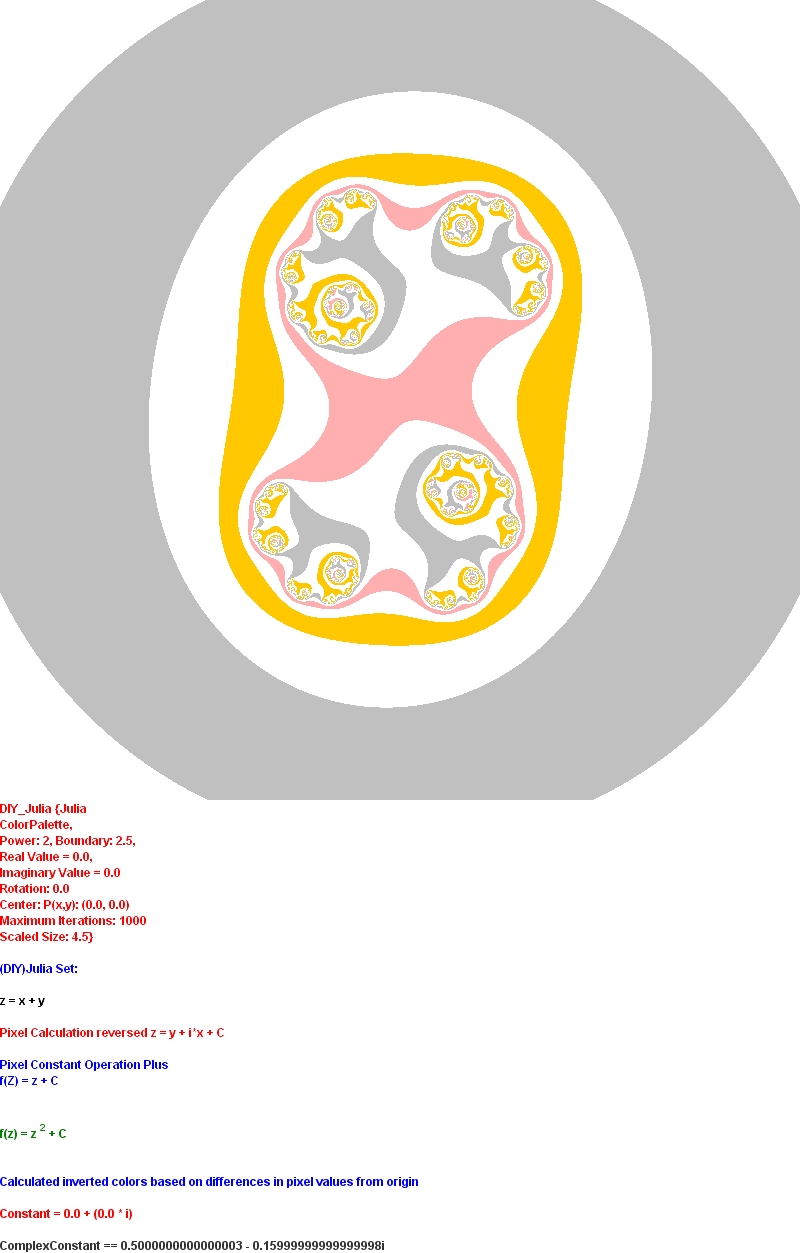 DIY_Julia {Julia
ColorPalette,
Power: 2, Boundary: 2.5,
Real Value = 0.0,
Imaginary Value = 0.0
Rotation: 0.0
Center: P(x,y): (0.0, 0.0)
Maximum Iterations: 1000
Scaled Size: 4.5}
(DIY)Julia Set:
z = x + y
Pixel Calculation reversed z = y + i*x + C
Pixel Constant Operation Plus
f(Z) = z + C
f(z) = z 2 + C
Calculated inverted colors based on differences in pixel values from origin
Constant = 0.0 + (0.0 * i)
ComplexConstant == 0.5000000000000003 - 0.15999999999999998i